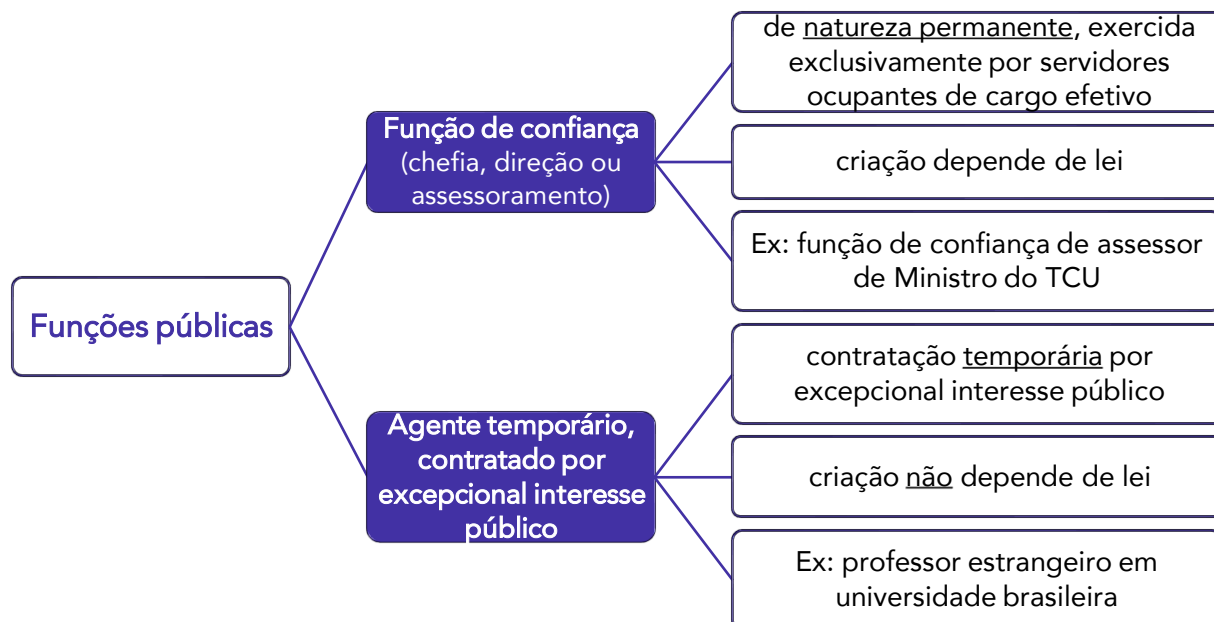 Funções públicas
Função de confiança
(chefia, direção ou
assessoramento)
de natureza permanente, exercida
exclusivamente por servidores
ocupantes de cargo efetivo
criação depende de lei
Ex: função de confiança de assessor
de Ministro do TCU
Agente temporário,
contratado por
excepcional interesse
público
contratação temporária por
excepcional interesse público
criação não depende de lei
Ex: professor estrangeiro em
universidade brasileira